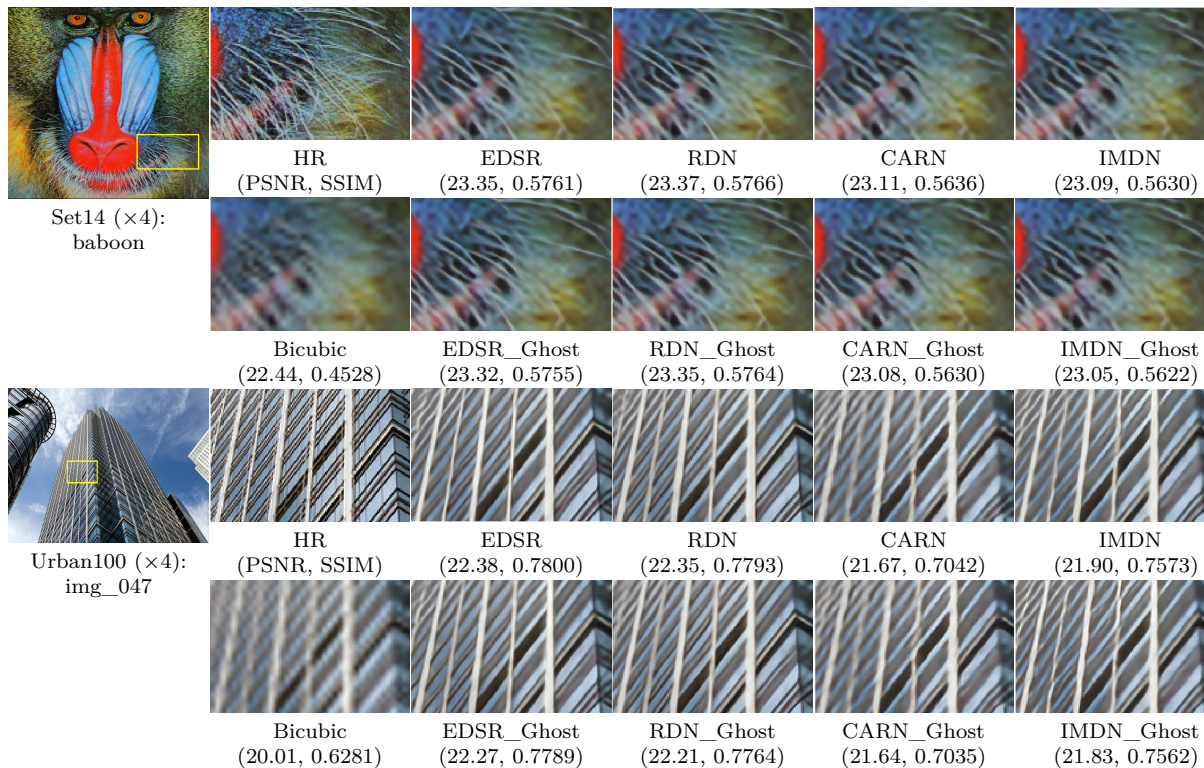 HR
(PSNR, SSIM)
EDSR
(23.35, 0.5761)
RDN
(23.37, 0.5766)
CARN
(23.11, 0.5636)
IMDN
(23.09, 0.5630)
Set14 (×4):
baboon
Bicubic
(22.44, 0.4528)
EDSR_Ghost
(23.32, 0.5755)
RDN_Ghost
(23.35, 0.5764)
CARN_Ghost
(23.08, 0.5630)
IMDN_Ghost
(23.05, 0.5622)
HR
(PSNR, SSIM)
EDSR
(22.38, 0.7800)
RDN
(22.35, 0.7793)
CARN
(21.67, 0.7042)
IMDN
(21.90, 0.7573)
Urban100 (×4):
img_047
Bicubic
(20.01, 0.6281)
EDSR_Ghost
(22.27, 0.7789)
RDN_Ghost
(22.21, 0.7764)
CARN_Ghost
(21.64, 0.7035)
IMDN_Ghost
(21.83, 0.7562)